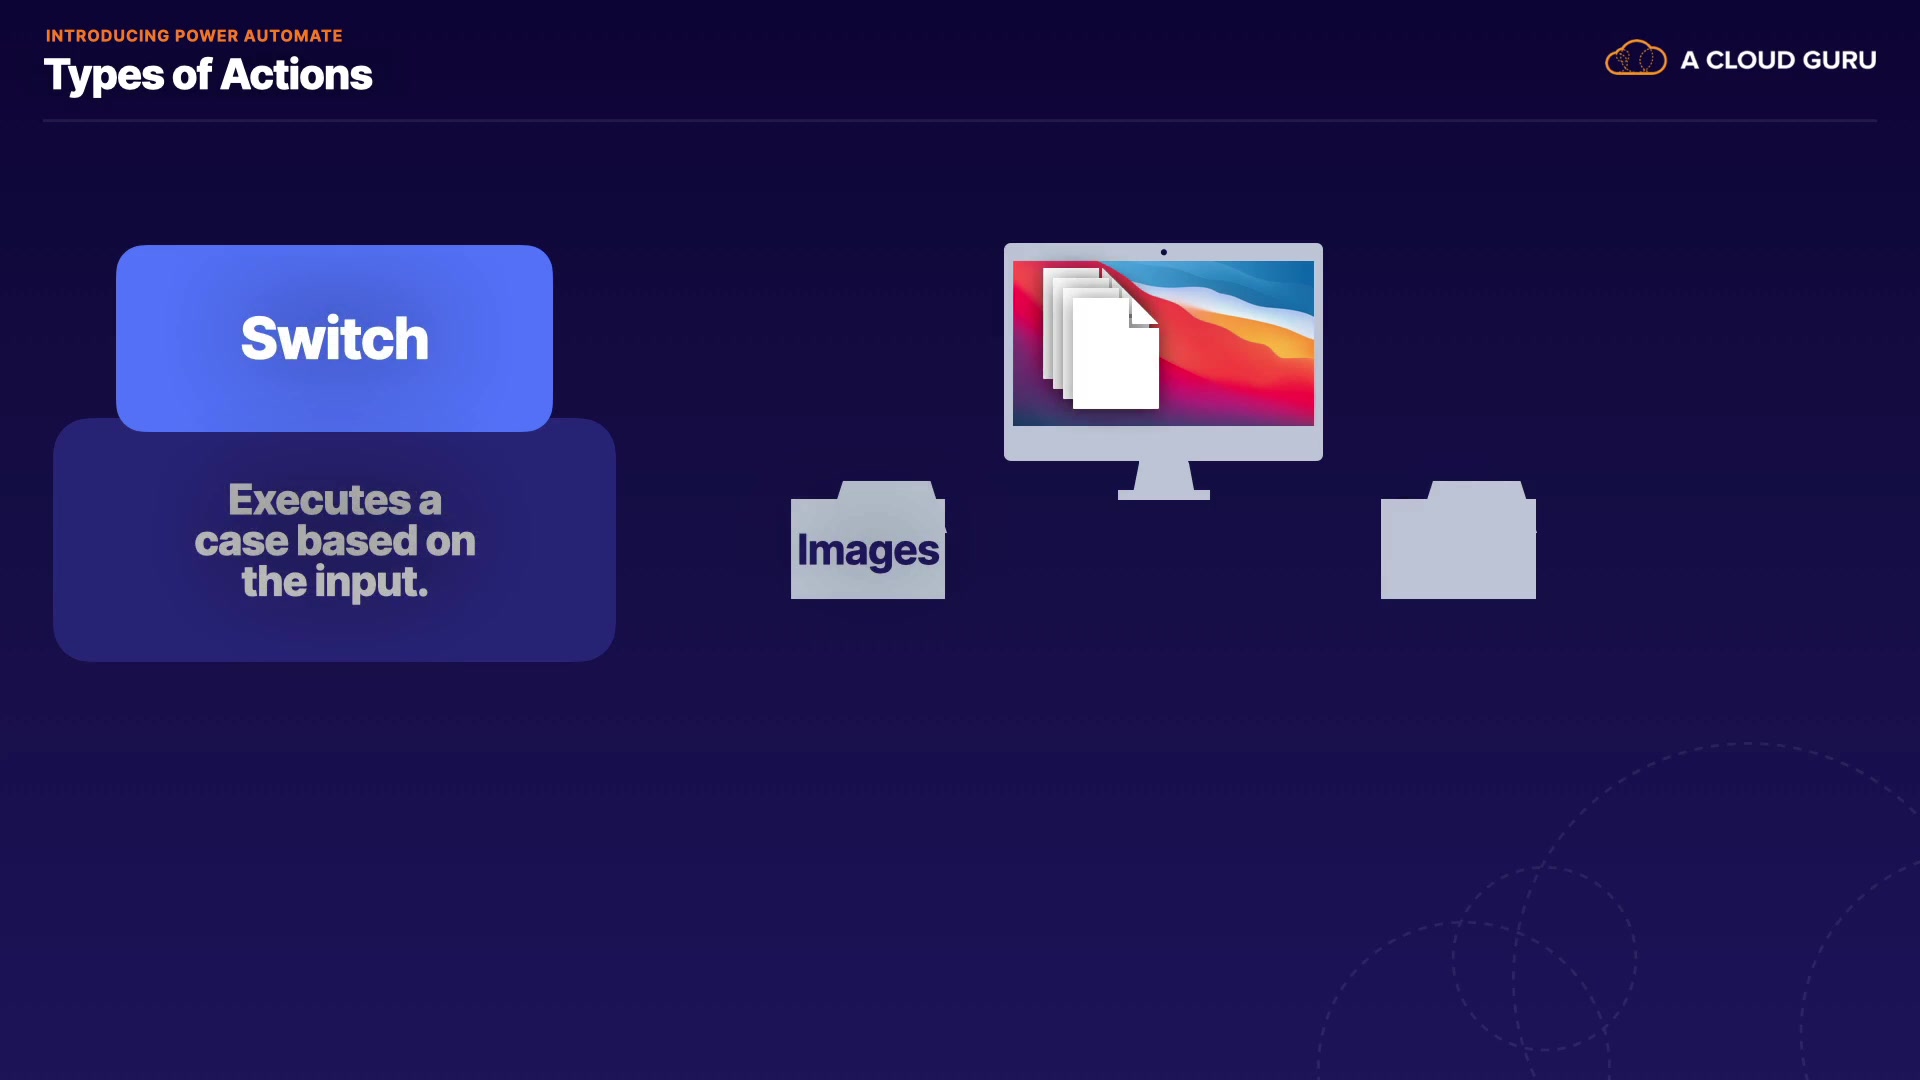 INTRODUCING POWER AUTOMATE
Types of Actions
A CLOUD GURU
Switch
Executes a
case based on
the input.
Images